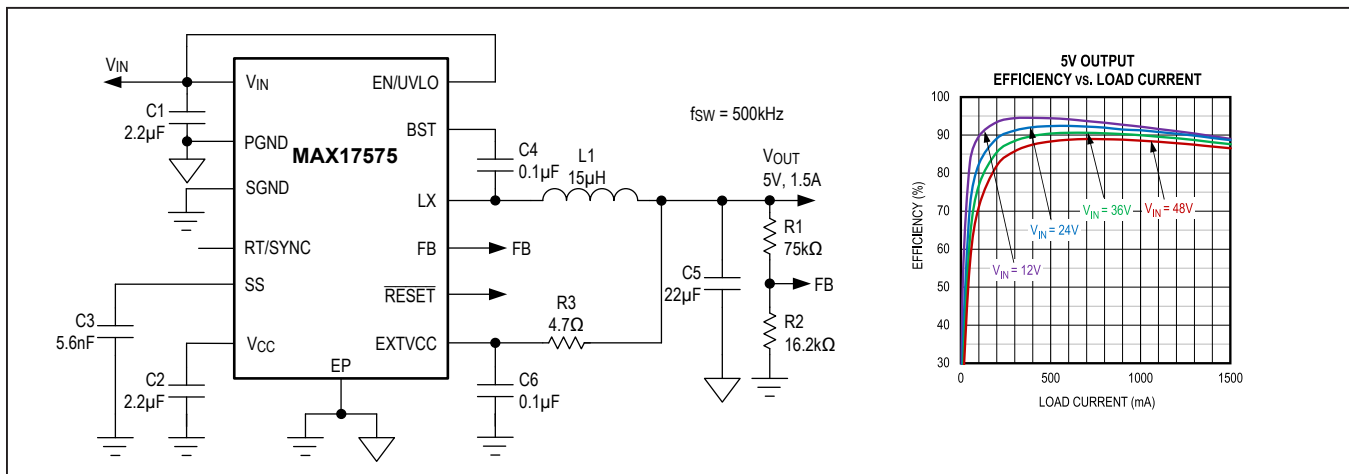 VIN
C1
2.2µF
VIN
PGND
SGND
RT/SYNC
SS
VCC
C3
5.6nF
C2
2.2µF
MAX17575
EP
EN/UVLO
BST
LX
FB
RESET
EXTVCC
FB
C4
0.1µF
L1
15µH
fSW = 500kHz
VOUT
5V, 1.5A
R1
75kΩ
FB
R2
16.2kΩ
C5
22µF
R3
4.7Ω
C6
0.1µF
5V OUTPUT
EFFICIENCY vs. LOAD CURRENT
EFFICIENCY (%)
100
90
80
70
60
50
40
30
VIN = 12V
VIN = 24V
VIN = 36V
VIN = 48V
0
500
1000
1500
LOAD CURRENT (mA)